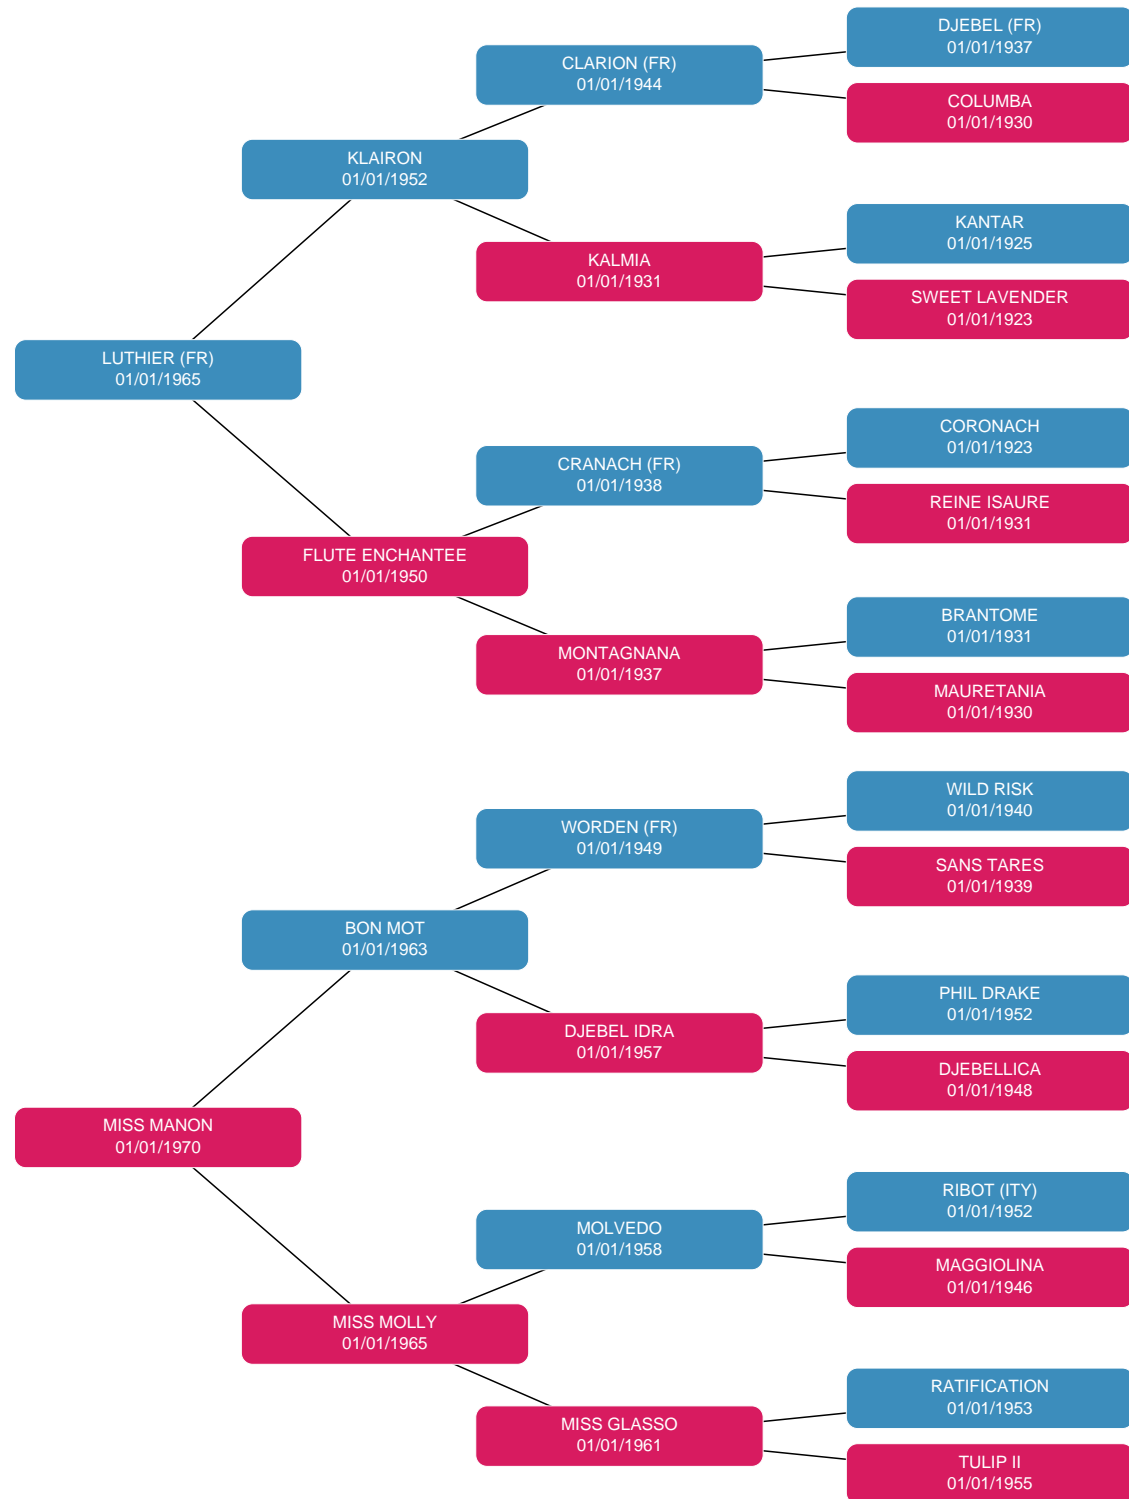 DJEBEL (FR)
01/01/1937
CLARION (FR)
01/01/1944
COLUMBA
01/01/1930
KLAIRON
01/01/1952
KANTAR
01/01/1925
KALMIA
01/01/1931
SWEET LAVENDER
01/01/1923
LUTHIER (FR)
01/01/1965
CORONACH
01/01/1923
CRANACH (FR)
01/01/1938
REINE ISAURE
01/01/1931
FLUTE ENCHANTEE
01/01/1950
BRANTOME
01/01/1931
MONTAGNANA
01/01/1937
MAURETANIA
01/01/1930
WILD RISK
01/01/1940
WORDEN (FR)
01/01/1949
SANS TARES
01/01/1939
BON MOT
01/01/1963
PHIL DRAKE
01/01/1952
DJEBEL IDRA
01/01/1957
DJEBELLICA
01/01/1948
MISS MANON
01/01/1970
RIBOT (ITY)
01/01/1952
MOLVEDO
01/01/1958
MAGGIOLINA
01/01/1946
MISS MOLLY
01/01/1965
RATIFICATION
01/01/1953
MISS GLASSO
01/01/1961
TULIP II
01/01/1955